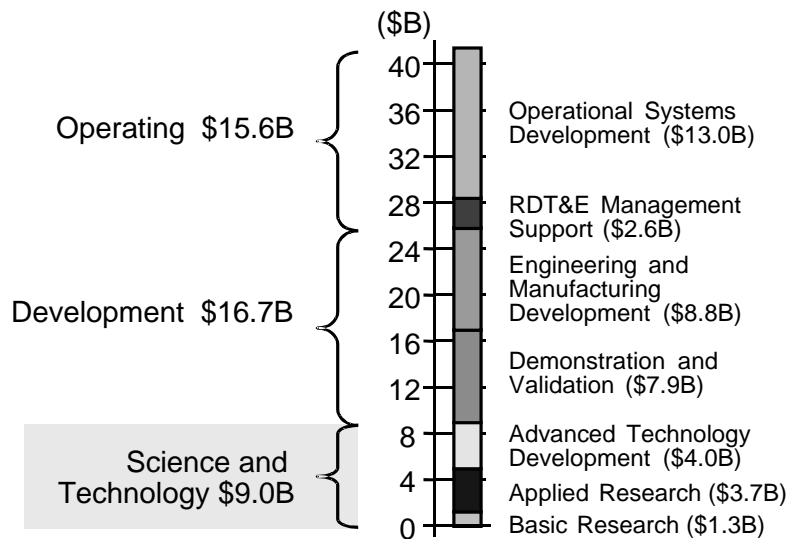 ($B)
40
36
32
28
24
20
16
12
8
4
0
Operating $15.6B
Development $16.7B
Science and
Technology $9.0B
Operational Systems
Development ($13.0B)
RDT&E Management
Support ($2.6B)
Engineering and
Manufacturing
Development ($8.8B)
Demonstration and
Validation ($7.9B)
Advanced Technology
Development ($4.0B)
Applied Research ($3.7B)
Basic Research ($1.3B)